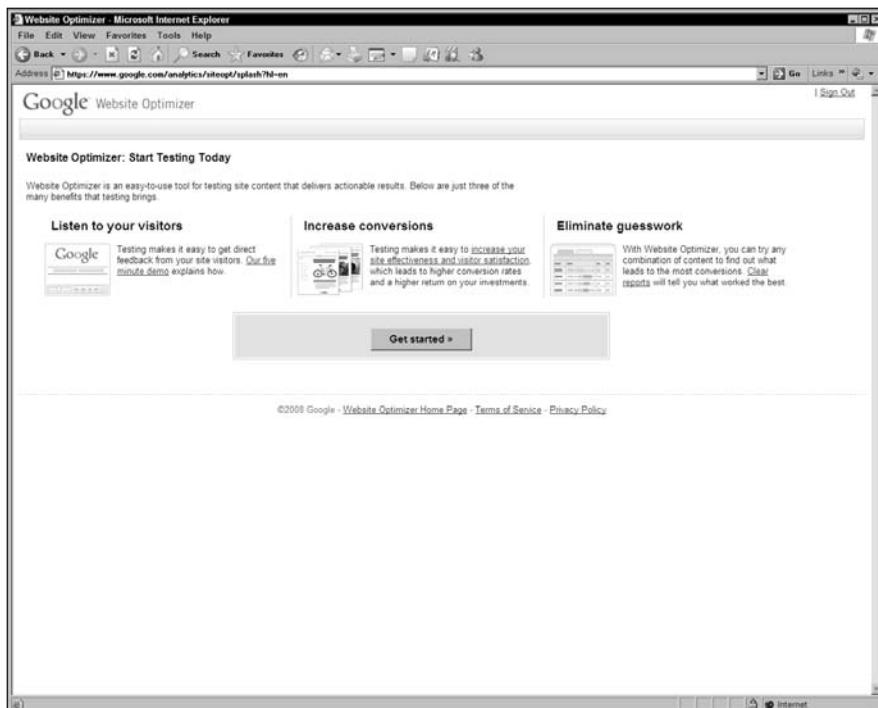 Website Optimizer - Microsoft Internet Explorer
File Edit View Favorites Tools Help
Back Search Favorites
Address https://www.google.com/analytics/siteopt/splash?hl=en Go Links »
Google Website Optimizer
| Sign Out
Website Optimizer: Start Testing Today
Website Optimizer is an easy-to-use tool for testing site content that delivers actionable results. Below are just three of the
many benefits that testing brings.
Listen to your visitors
Google
Testing makes it easy to get direct
feedback from your site visitors. Our five
minute demo explains how.
Increase conversions
Testing makes it easy to increase your
site effectiveness and visitor satisfaction,
which leads to higher conversion rates
and a higher return on your investments.
Eliminate guesswork
With Website Optimizer, you can try any
combination of content to find out what
leads to the most conversions. Clear
reports will tell you what worked the best.
Get started »
©2008 Google - Website Optimizer Home Page - Terms of Service - Privacy Policy
Internet